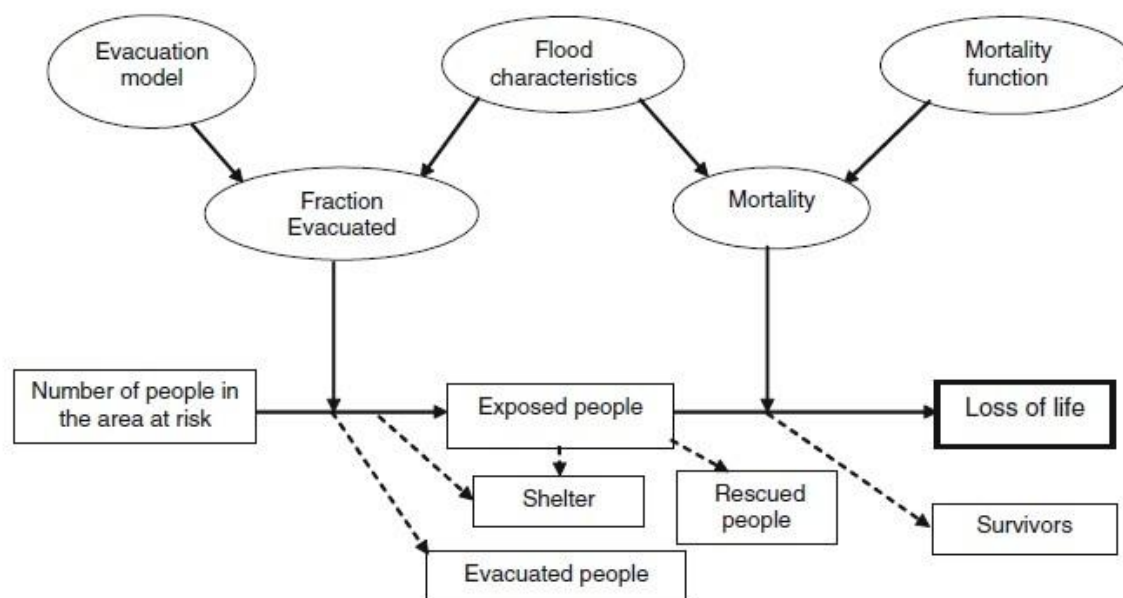 Evacuation
model
Flood
characteristics
Mortality
function
Fraction
Evacuated
Mortality
Number of people in
the area at risk
Exposed people
Loss of life
Shelter
Rescued
people
Survivors
Evacuated people